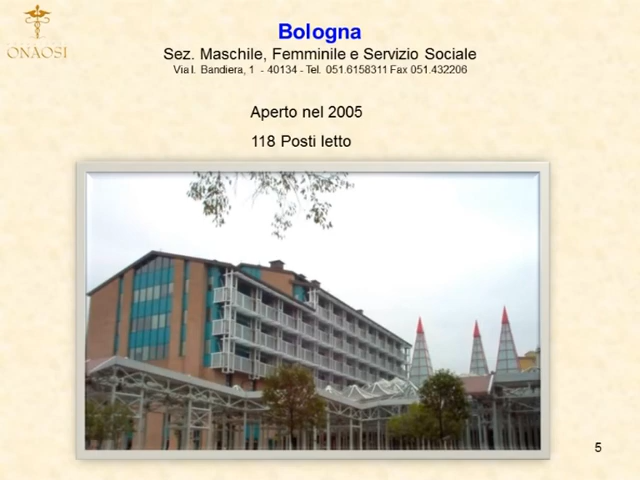 ONAOSI
Bologna
Sez. Maschile, Femminile e Servizio Sociale
Via I. Bandiera, 1 - 40134 - Tel. 051.6158311 Fax 051.432206
Aperto nel 2005
118 Posti letto
5